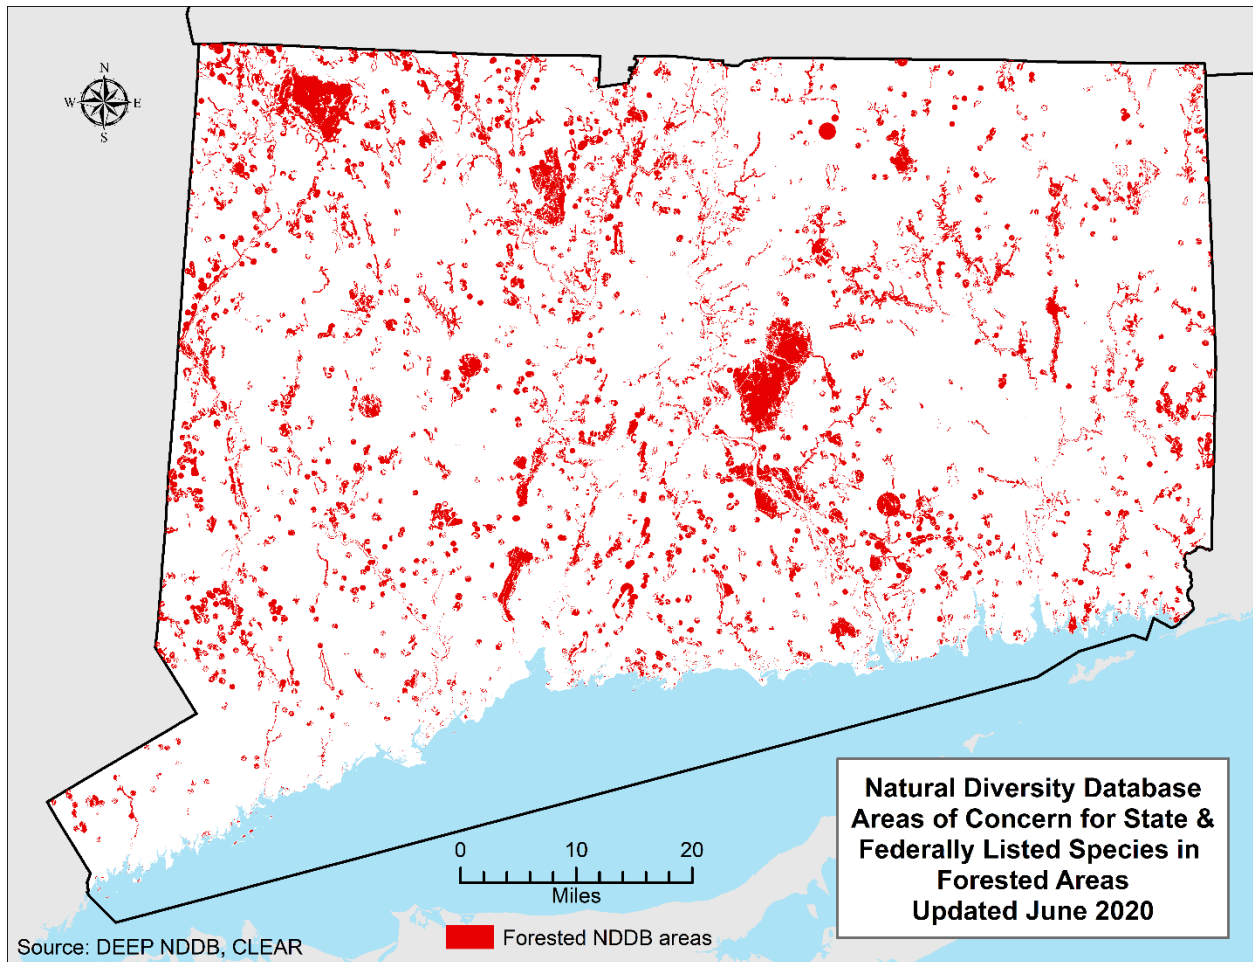 N
W E
S
Natural Diversity Database
Areas of Concern for State &
Federally Listed Species in
Forested Areas
Updated June 2020
0 10 20
Miles
Forested NDDB areas
Source: DEEP NDDB, CLEAR